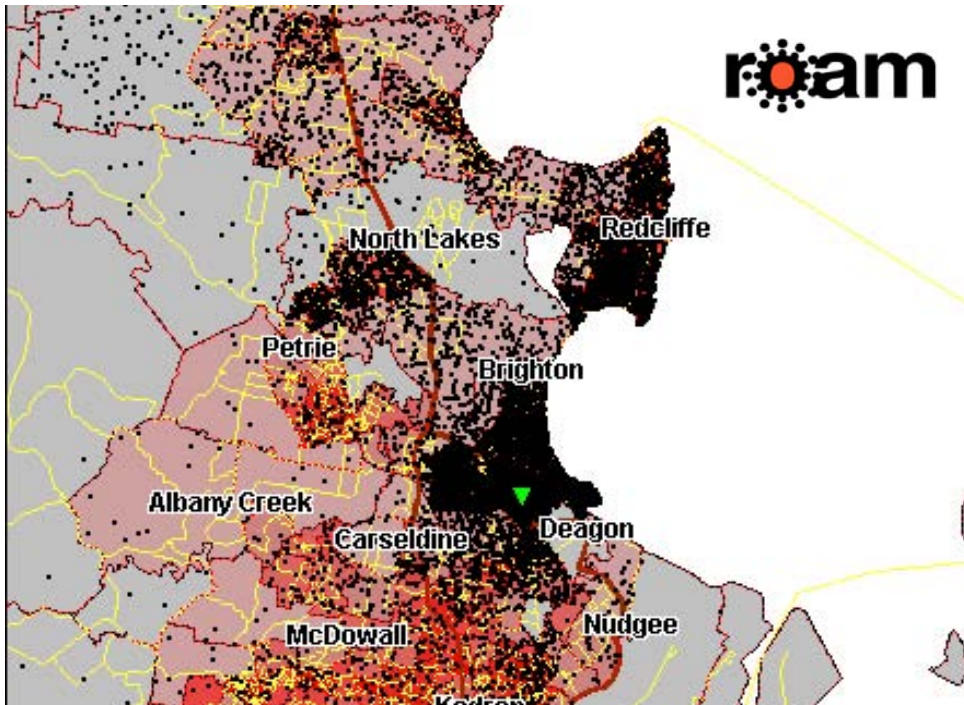 roam
Redcliffe
North Lakes
Petrie
Brighton
Albany Creek
Deagon
Carseldine
Nudgee
McDowall